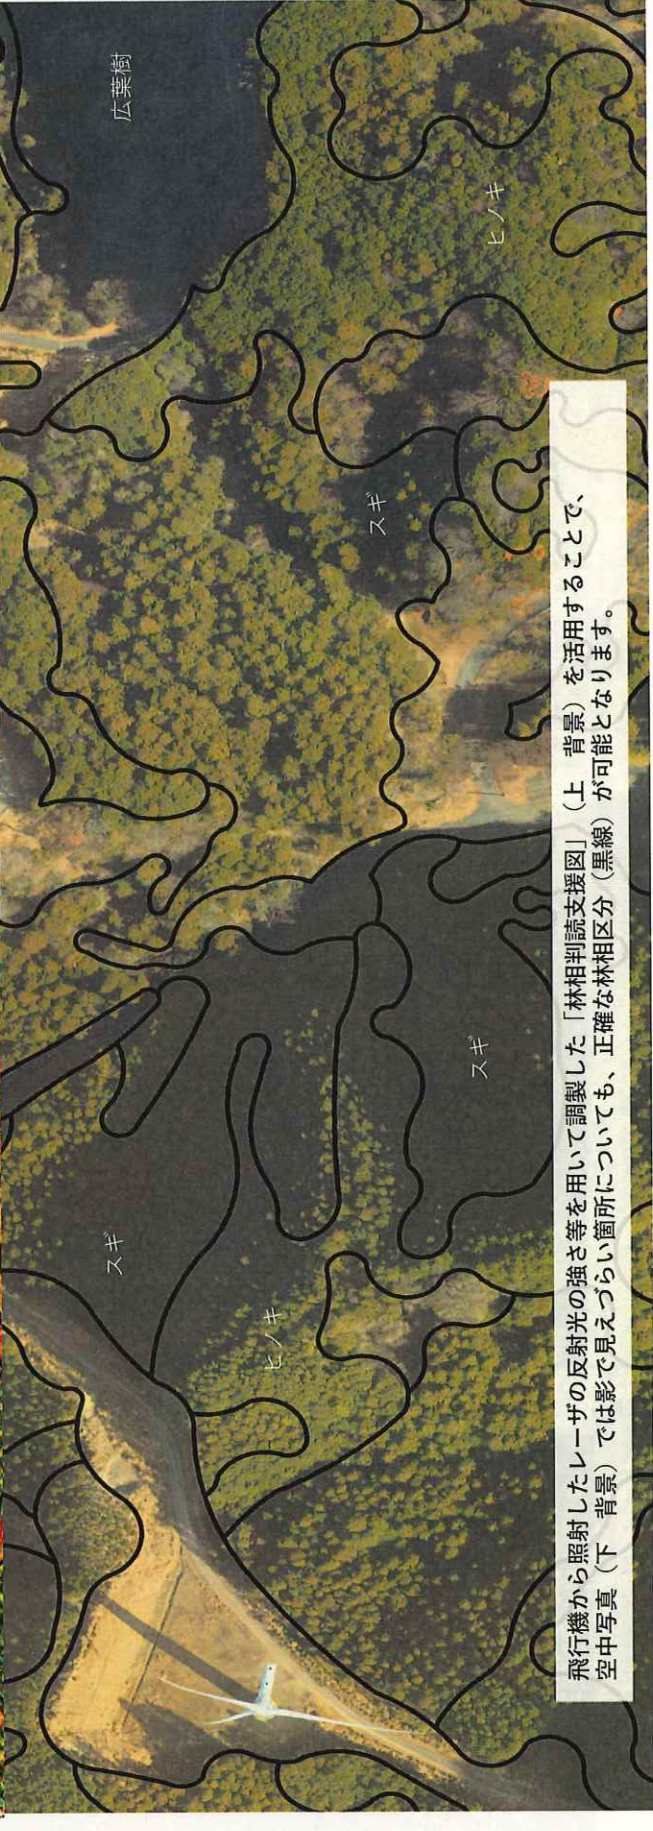 広葉樹
ヒノキ
スギ
スギ
スギ
ヒノキ
飛行機から照射したレーザの反射光の強さ等を用いて調製した「林相判読支援図」（上　背景）を活用することで、
空中写真（下　背景）では影で見えづらい箇所についても、正確な林相区分（黒線）が可能となります。